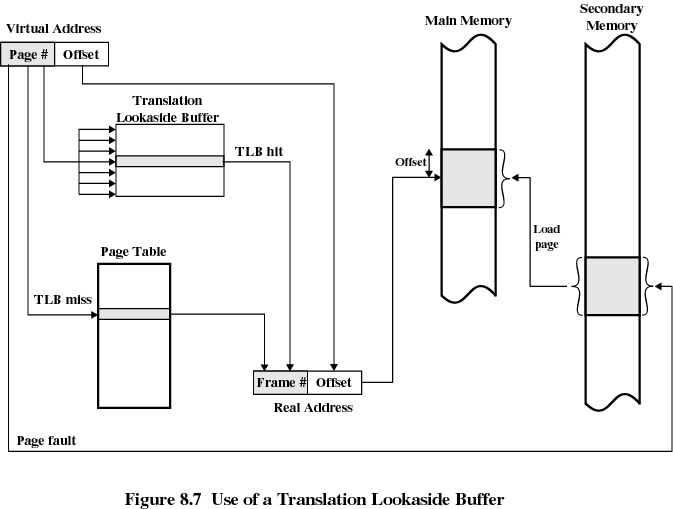 Secondary
Memory
Main Memory
Virtual Address
Page #
Offset
Translation
Lookaside Buffer
TLB hit
Offset
Load
page
Page Table
TLB miss
Frame #
Offset
Real Address
Page fault
Figure 8.7 Use of a Translation Lookaside Buffer